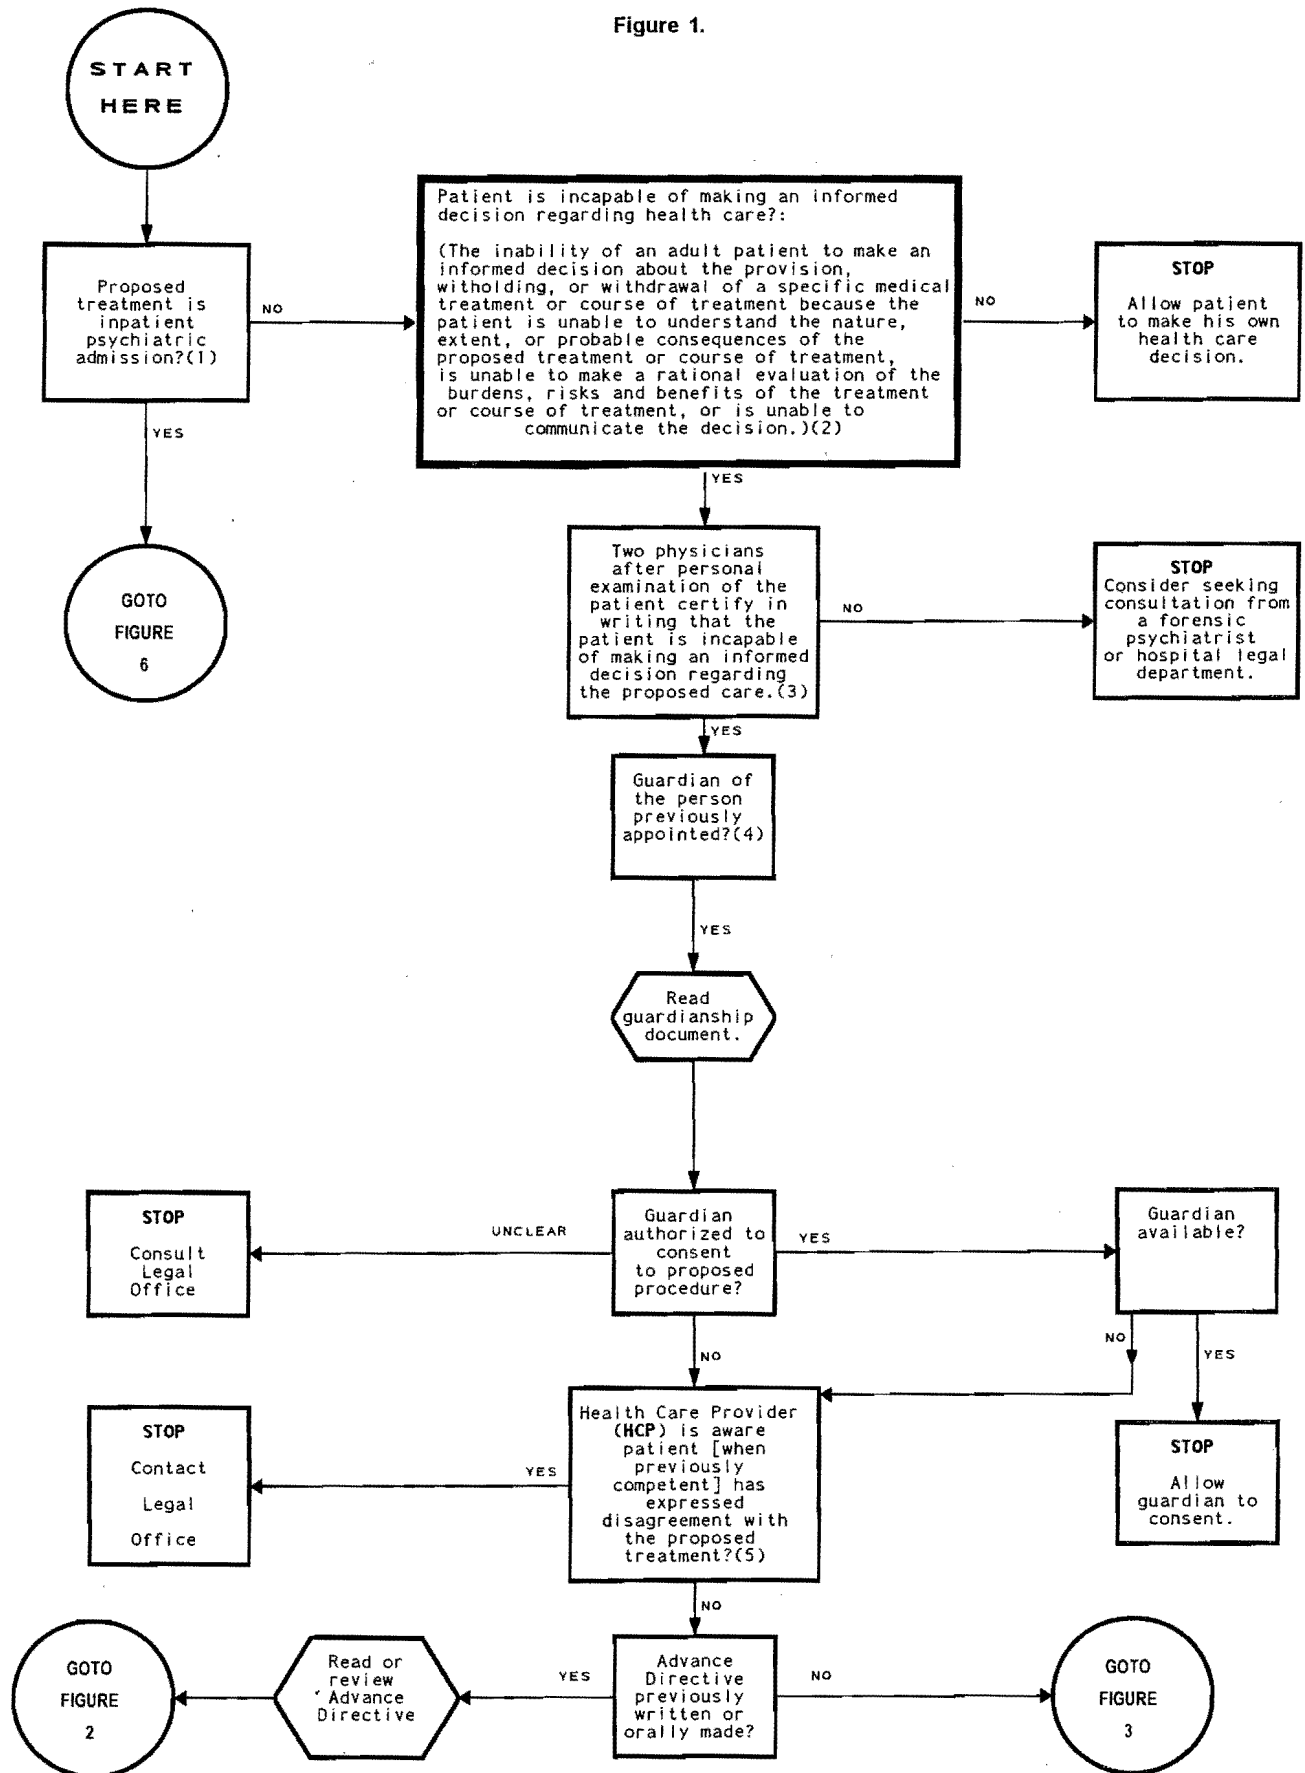 Figure 1.
START
HERE
Proposed
treatment is
inpatient
psychiatric
admission?(1)
NO
YES
GOTO
FIGURE
6
Patient is incapable of making an informed
decision regarding health care?:
(The inability of an adult patient to make an
informed decision about the provision,
witholding, or withdrawal of a specific medical
treatment or course of treatment because the
patient is unable to understand the nature,
extent, or probable consequences of the
proposed treatment or course of treatment,
is unable to make a rational evaluation of the
burdens, risks and benefits of the treatment
or course of treatment, or is unable to
communicate the decision.)(2)
NO
STOP
Allow patient
to make his own
health care
decision.
YES
Two physicians
after personal
examination of the
patient certify in
writing that the
patient is incapable
of making an informed
decision regarding
the proposed care.(3)
NO
STOP
Consider seeking
consultation from
a forensic
psychiatrist
or hospital legal
department.
YES
Guardian of
the person
previously
appointed?(4)
YES
Read
guardianship
document.
Guardian
authorized to
consent
to proposed
procedure?
UNCLEAR
STOP
Consult
Legal
Office
YES
Guardian
available?
NO
YES
STOP
Allow
guardian to
consent.
NO
Health Care Provider
(HCP) is aware
patient [when
previously
competent] has
expressed
disagreement with
the proposed
treatment?(5)
YES
STOP
Contact
Legal
Office
NO
Advance
Directive
previously
written or
orally made?
YES
Read or
review
Advance
Directive
GOTO
FIGURE
2
NO
GOTO
FIGURE
3